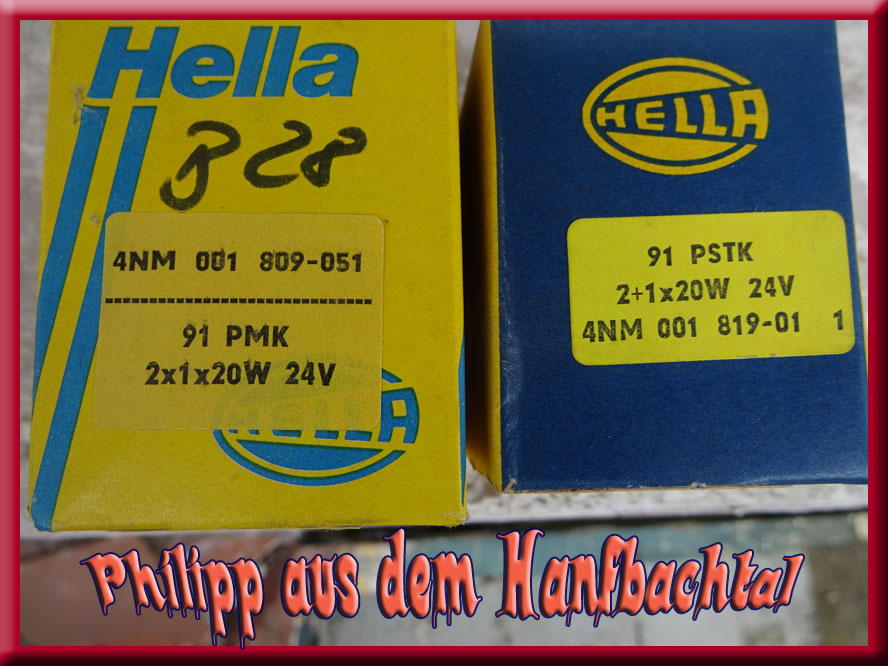 Hella
B 28
4NM 001 809-051
91 PMK
2x1x20W 24V
HELLA
HELLA
91 PSTK
2+1x20W 24V
4NM 001 819-01 1
Philipp aus dem Hanfbachtal